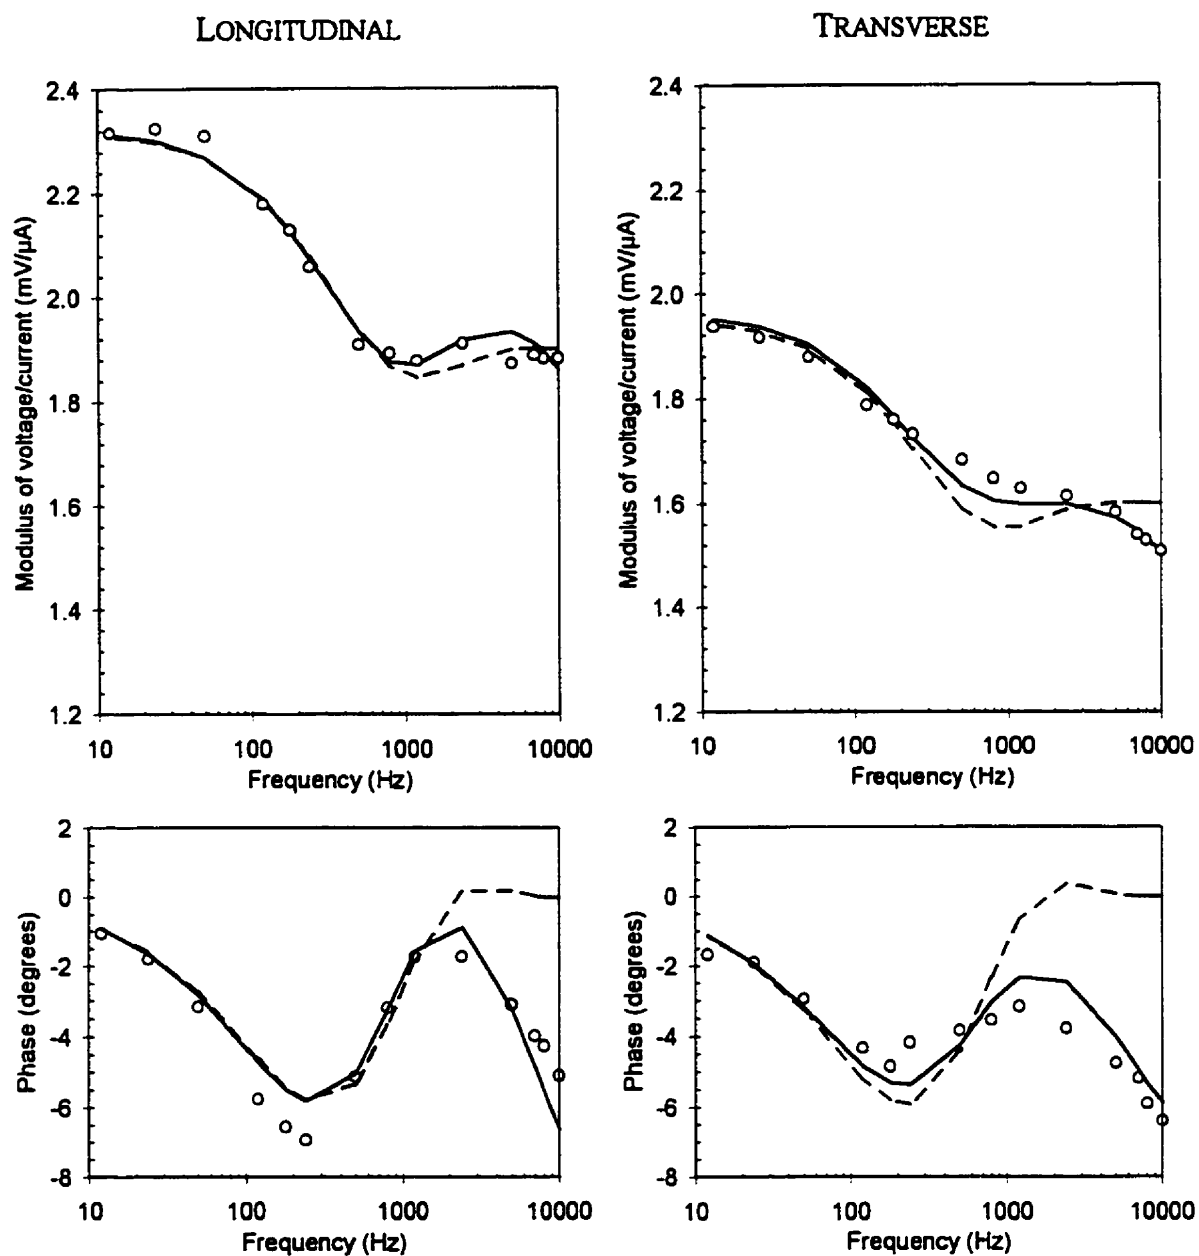 LONGITUDINAL
TRANSVERSE
Modulus of voltage/current (mV/µA)
2.4
2.2
2.0
1.8
1.6
1.4
1.2
10 100 1000 10000
Frequency (Hz)
Modulus of voltage/current (mV/µA)
2.4
2.2
2.0
1.8
1.6
1.4
1.2
10 100 1000 10000
Frequency (Hz)
Phase (degrees)
2
0
-2
-4
-6
-8
10 100 1000 10000
Frequency (Hz)
Phase (degrees)
2
0
-2
-4
-6
-8
10 100 1000 10000
Frequency (Hz)